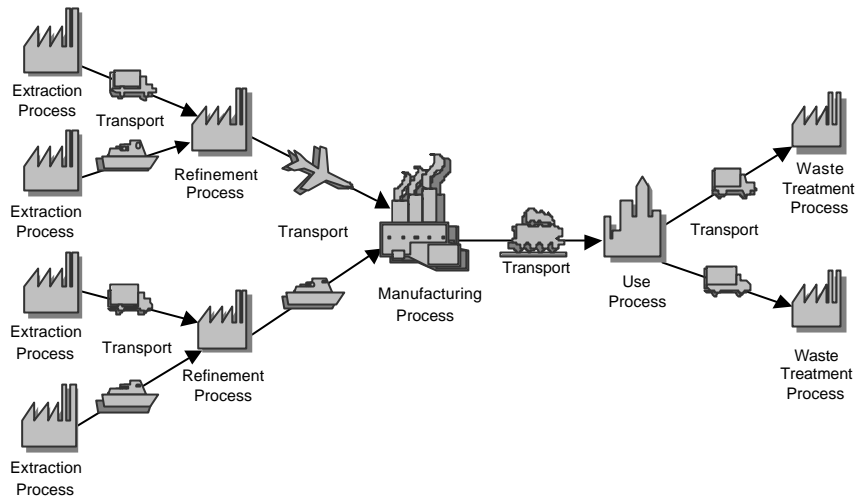 Extraction
Process
Transport
Extraction
Process
Refinement
Process
Extraction
Process
Transport
Extraction
Process
Refinement
Process
Transport
Manufacturing
Process
Transport
Use
Process
Transport
Waste
Treatment
Process
Waste
Treatment
Process